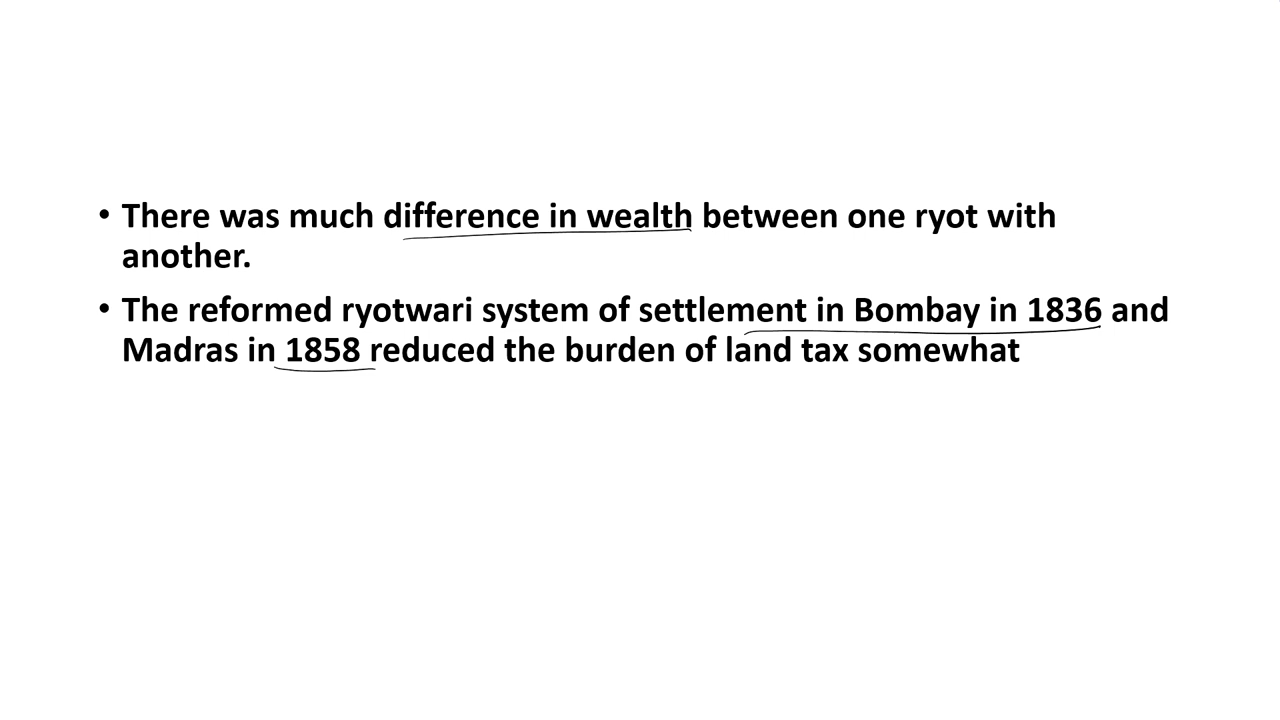 • There was much difference in wealth between one ryot with
another.
• The reformed ryotwari system of settlement in Bombay in 1836 and
Madras in 1858 reduced the burden of land tax somewhat